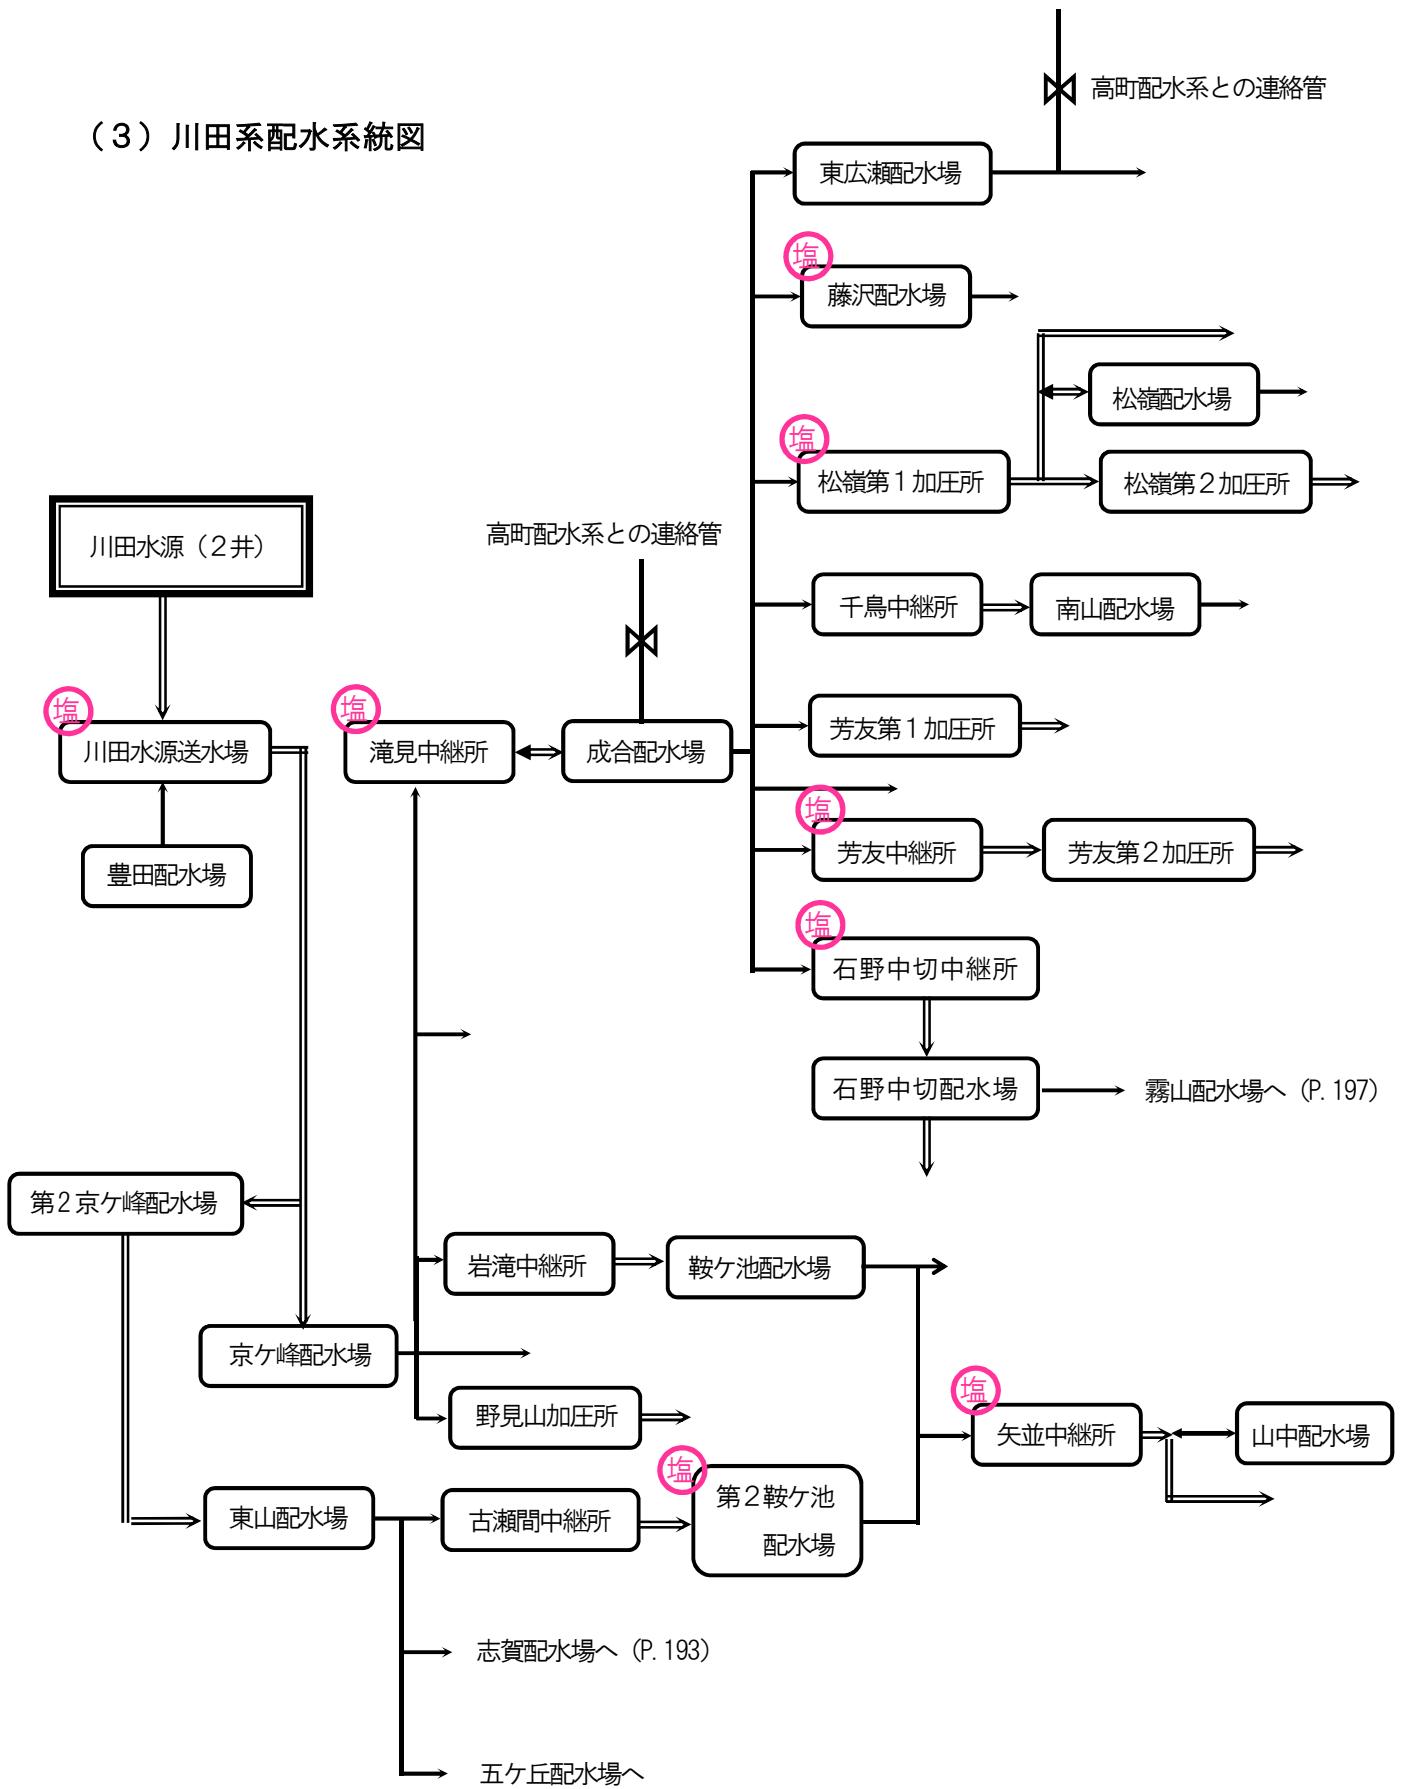 高町配水系との連絡管
（３）川田系配水系統図
東広瀬配水場
塩
藤沢配水場
松嶺配水場
塩
松嶺第１加圧所
松嶺第２加圧所
川田水源（２井）
高町配水系との連絡管
千鳥中継所
南山配水場
塩
川田水源送水場
塩
滝見中継所
成合配水場
芳友第１加圧所
塩
芳友中継所
芳友第２加圧所
豊田配水場
塩
石野中切中継所
石野中切配水場
霧山配水場へ（P.197）
第２京ケ峰配水場
岩滝中継所
鞍ケ池配水場
京ケ峰配水場
野見山加圧所
塩
矢並中継所
山中配水場
塩
第２鞍ケ池
配水場
東山配水場
古瀬間中継所
志賀配水場へ（P.193）
五ケ丘配水場へ